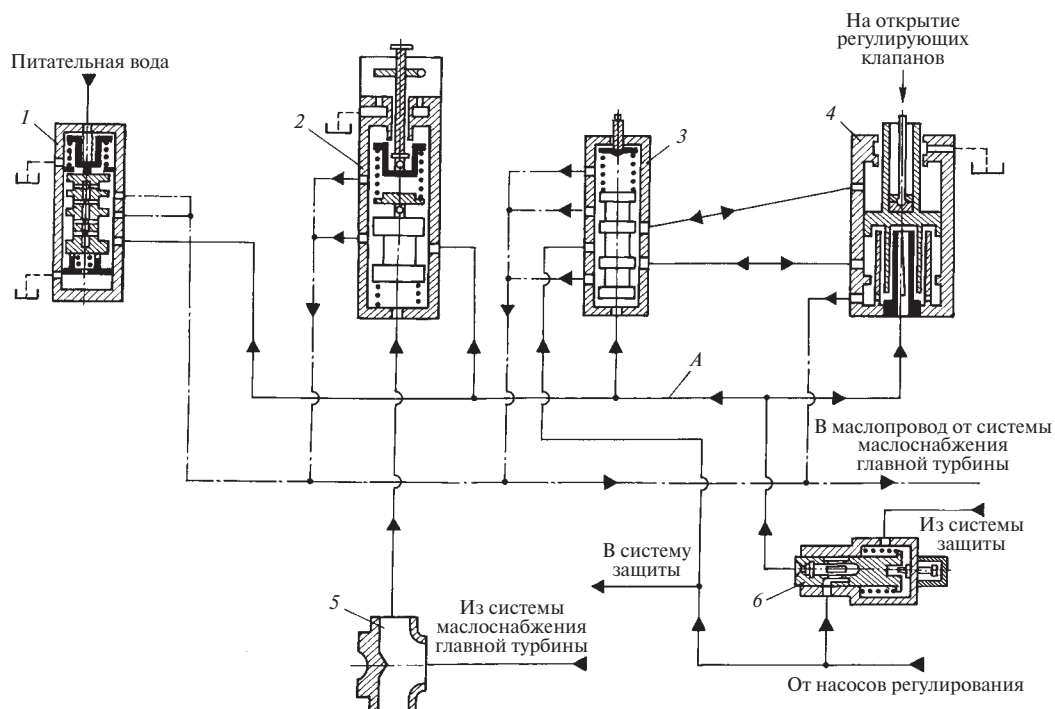 На открытие
регулирующих
клапанов
Питательная вода
1
2
3
4
A
В маслопровод от системы
маслоснабжения
главной турбины
Из системы
защиты
В систему
защиты
6
5
Из системы
маслоснабжения
главной турбины
От насосов регулирования